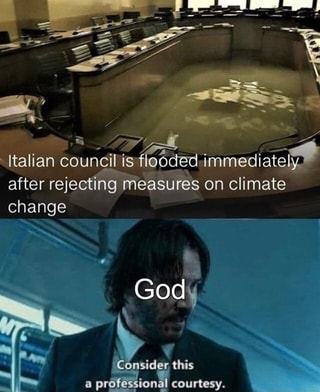 Italian council is flooded immediately
after rejecting measures on climate
change
God
Consider this
a professional courtesy.